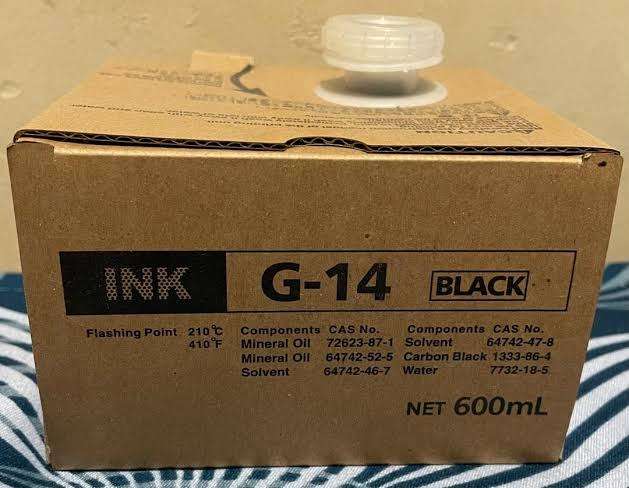 INK G-14 BLACK
Flashing Point 210℃ Components CAS No. Components CAS No.
410°F Mineral Oil 72623-87-1 Solvent 64742-47-8
Mineral Oil 64742-52-5 Carbon Black 1333-86-4
Solvent 64742-46-7 Water 7732-18-5
NET 600mL